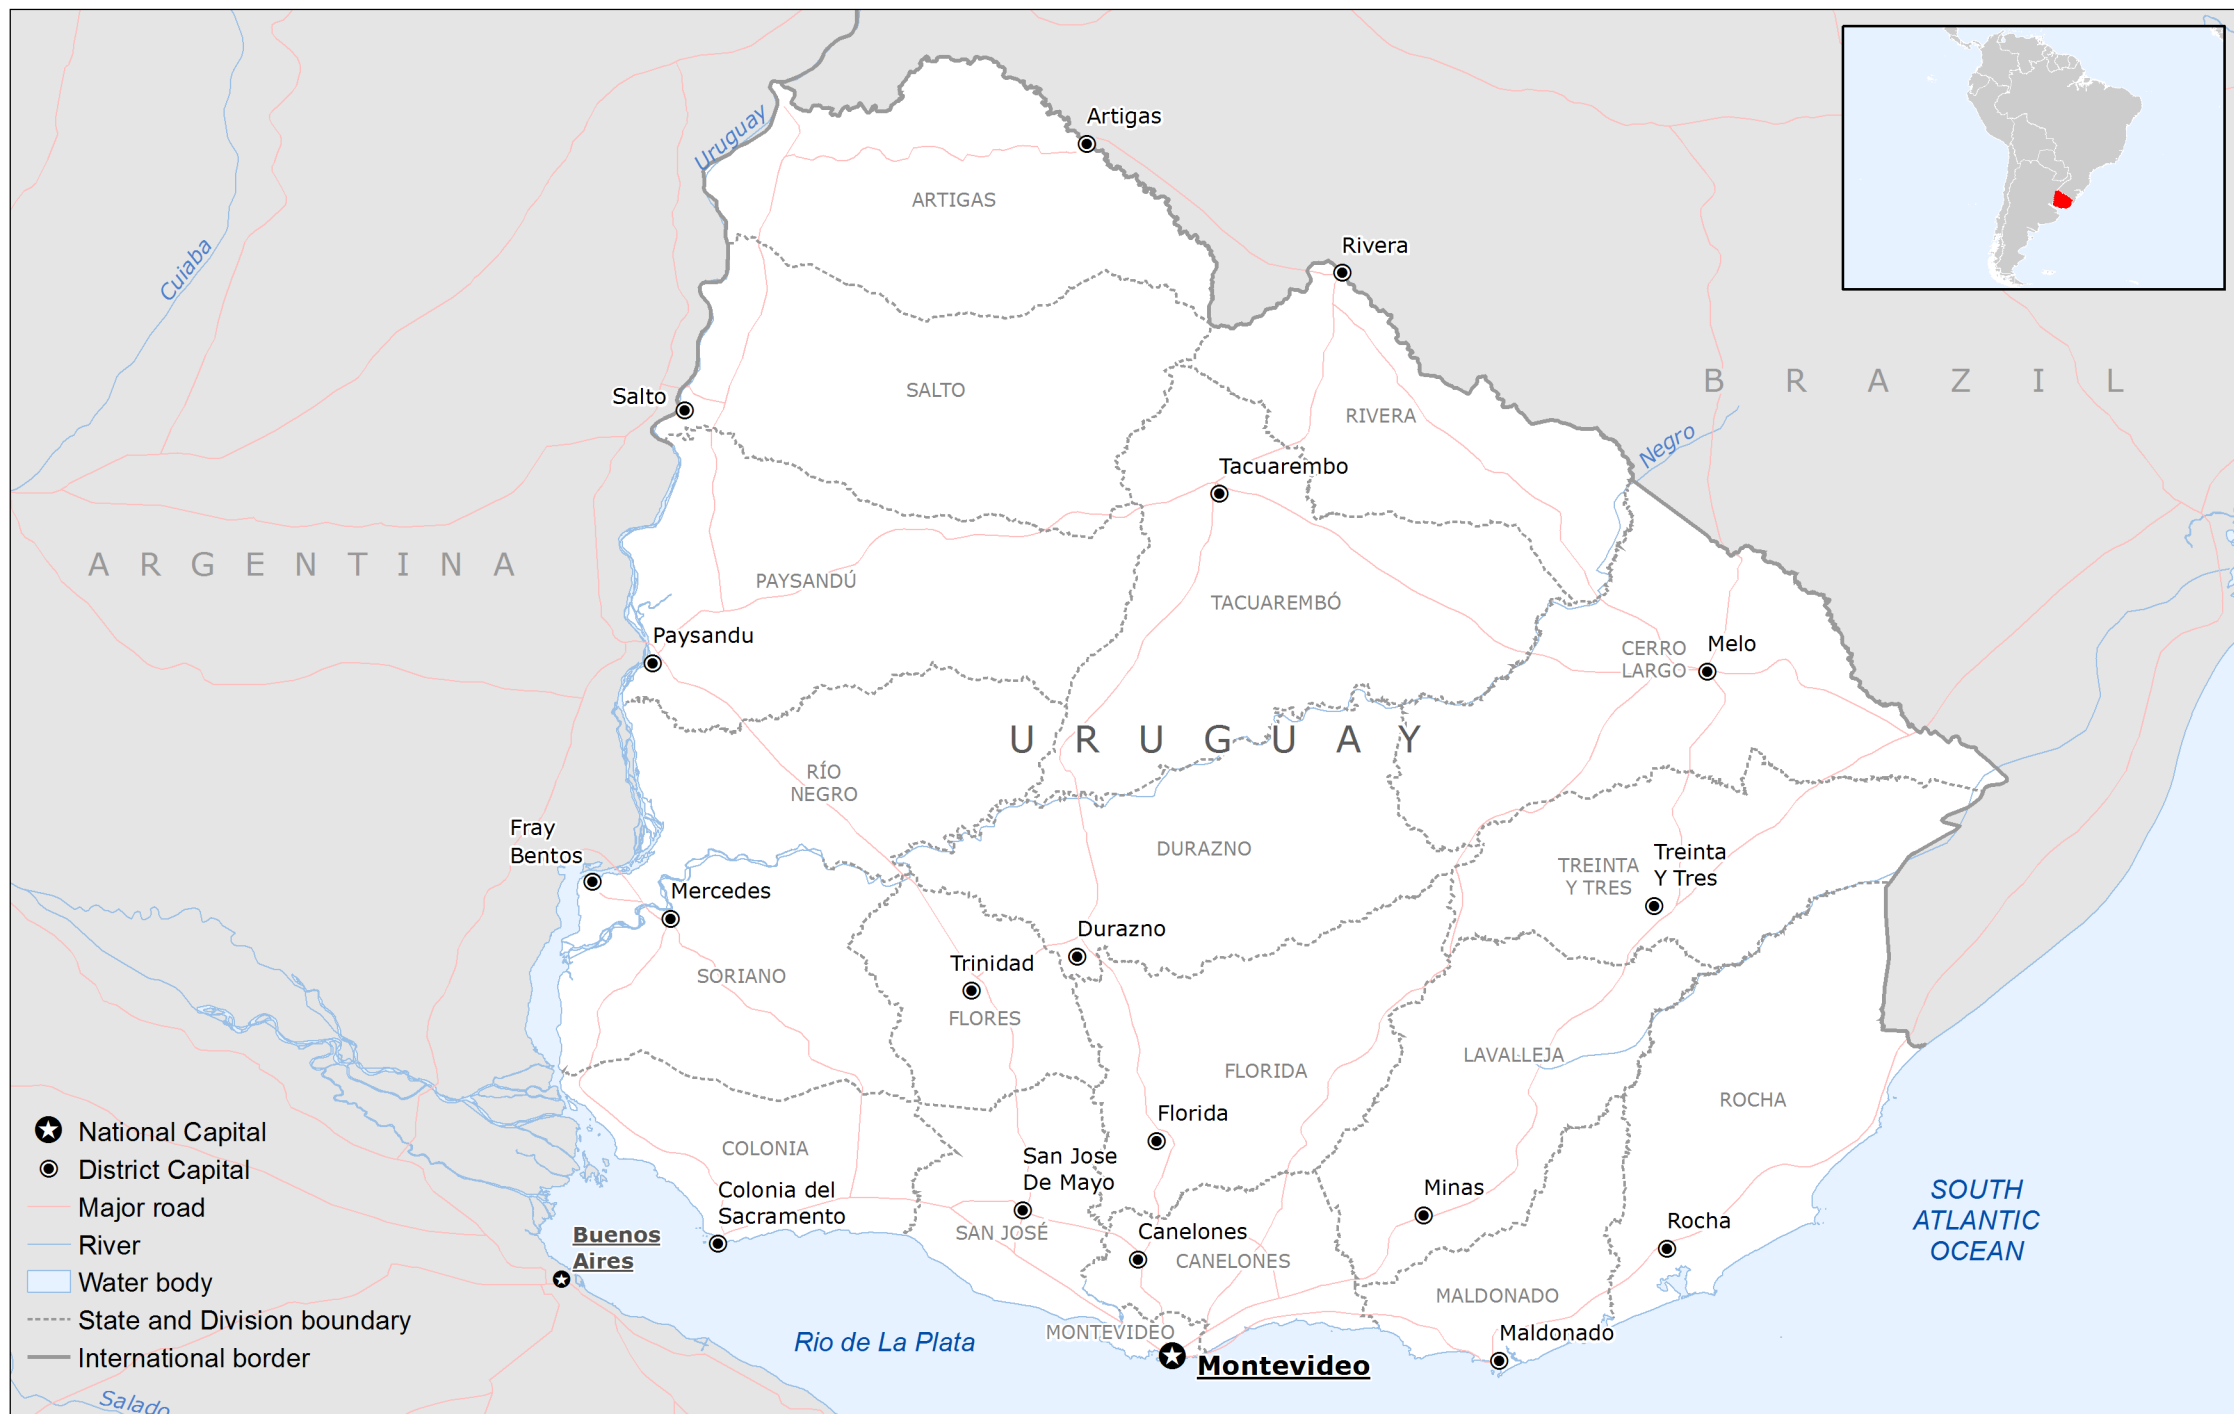 Uruguay
Artigas
ARTIGAS
Cuiaba
Rivera
Salto
SALTO
RIVERA
B R A Z I L
Negro
Tacuarembo
A R G E N T I N A
PAYSANDÚ
TACUAREMBÓ
Paysandu
CERRO
LARGO
Melo
U R U G U A Y
RÍO
NEGRO
Fray
Bentos
DURAZNO
TREINTA
Y TRES
Treinta
Y Tres
Mercedes
Durazno
Trinidad
SORIANO
FLORES
FLORIDA
LAVALLEJA
ROCHA
Florida
COLONIA
San Jose
De Mayo
Colonia del
Sacramento
Minas
SAN JOSÉ
Canelones
CANELONES
Rocha
SOUTH
ATLANTIC
OCEAN
Buenos
Aires
MALDONADO
Maldonado
MONTEVIDEO
Montevideo
Rio de La Plata
National Capital
District Capital
Major road
River
Water body
State and Division boundary
International border
Salado